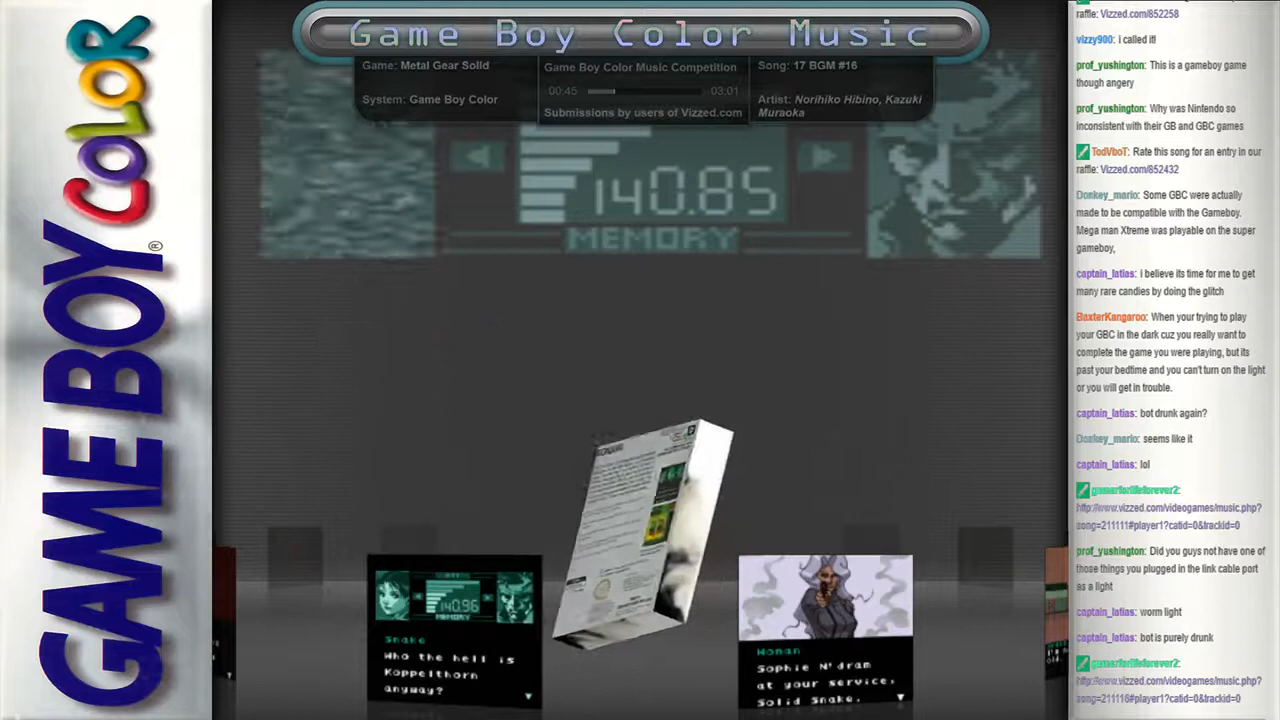 GAME BOY COLOR
®
Game Boy Color Music
Game: Metal Gear Solid
System: Game Boy Color
Game Boy Color Music Competition
00:45
03:01
Submissions by users of Vizzed.com
Song: 17 BGM #16
Artist: Norihiko Hibino, Kazuki
Muraoka
140.85
MEMORY
KONAMI
140.96
MEMORY
Snake
Who the hell is
Koppelthorn
anyway?
Woman
Sophie N'dram
at your service,
Solid Snake.
raffle: Vizzed.com/852258
vizzy900: i called it!
prof_yushington: This is a gameboy game
though angery
prof_yushington: Why was Nintendo so
inconsistent with their GB and GBC games
TodVboT: Rate this song for an entry in our
raffle: Vizzed.com/852432
Donkey_mario: Some GBC were actually
made to be compatible with the Gameboy.
Mega man Xtreme was playable on the super
gameboy,
captain_latias: i believe its time for me to get
many rare candies by doing the glitch
BaxterKangaroo: When your trying to play
your GBC in the dark cuz you really want to
complete the game you were playing, but its
past your bedtime and you can't turn on the light
or you will get in trouble.
captain_latias: bot drunk again?
Donkey_mario: seems like it
captain_latias: lol
gamerforlifeforever2:
http://www.vizzed.com/videogames/music.php?
song=211111#player1?catid=0&trackid=0
prof_yushington: Did you guys not have one of
those things you plugged in the link cable port
as a light
captain_latias: worm light
captain_latias: bot is purely drunk
gamerforlifeforever2:
http://www.vizzed.com/videogames/music.php?
song=211116#player1?catid=0&trackid=0